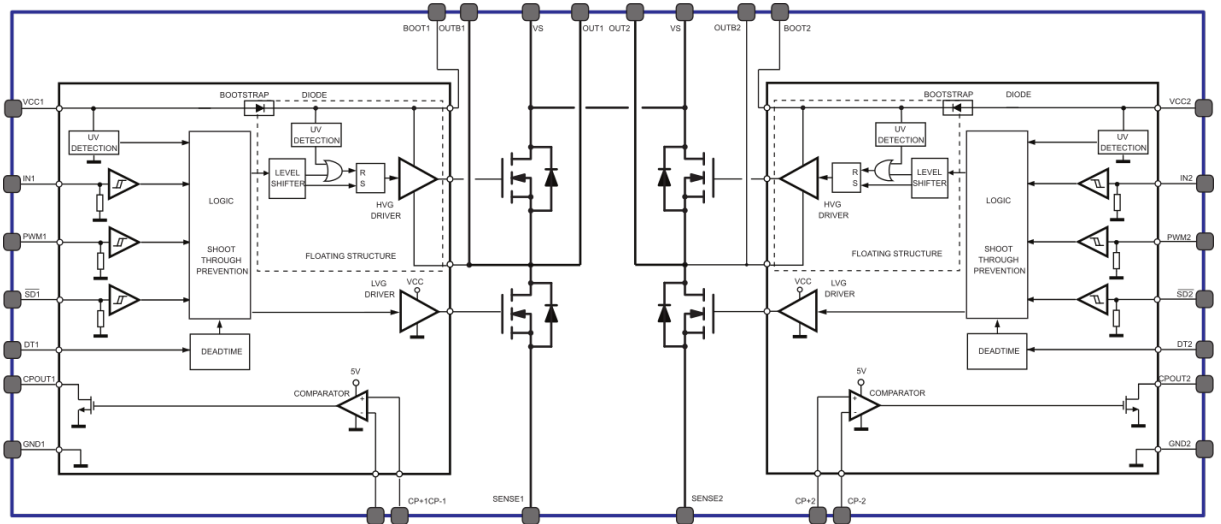 BOOT1 OUTB1 VS OUT1 OUT2 VS OUTB2 BOOT2
BOOTSTRAP DIODE
BOOTSTRAP DIODE
VCC1
VCC2
UV
DETECTION
UV
DETECTION
UV
DETECTION
UV
DETECTION
LEVEL
SHIFTER
R
S
HVG
DRIVER
HVG
DRIVER
R
S
LEVEL
SHIFTER
IN1
IN2
LOGIC
LOGIC
PWM1
PWM2
SHOOT
THROUGH
PREVENTION
SHOOT
THROUGH
PREVENTION
FLOATING STRUCTURE
FLOATING STRUCTURE
LVG
DRIVER
VCC
VCC
LVG
DRIVER
SD1
SD2
DT1
DT2
DEADTIME
DEADTIME
CPOUT1
CPOUT2
5V
5V
COMPARATOR
COMPARATOR
+
-
+
-
GND1
GND2
CP+1CP-1
SENSE1
SENSE2
CP+2
CP-2